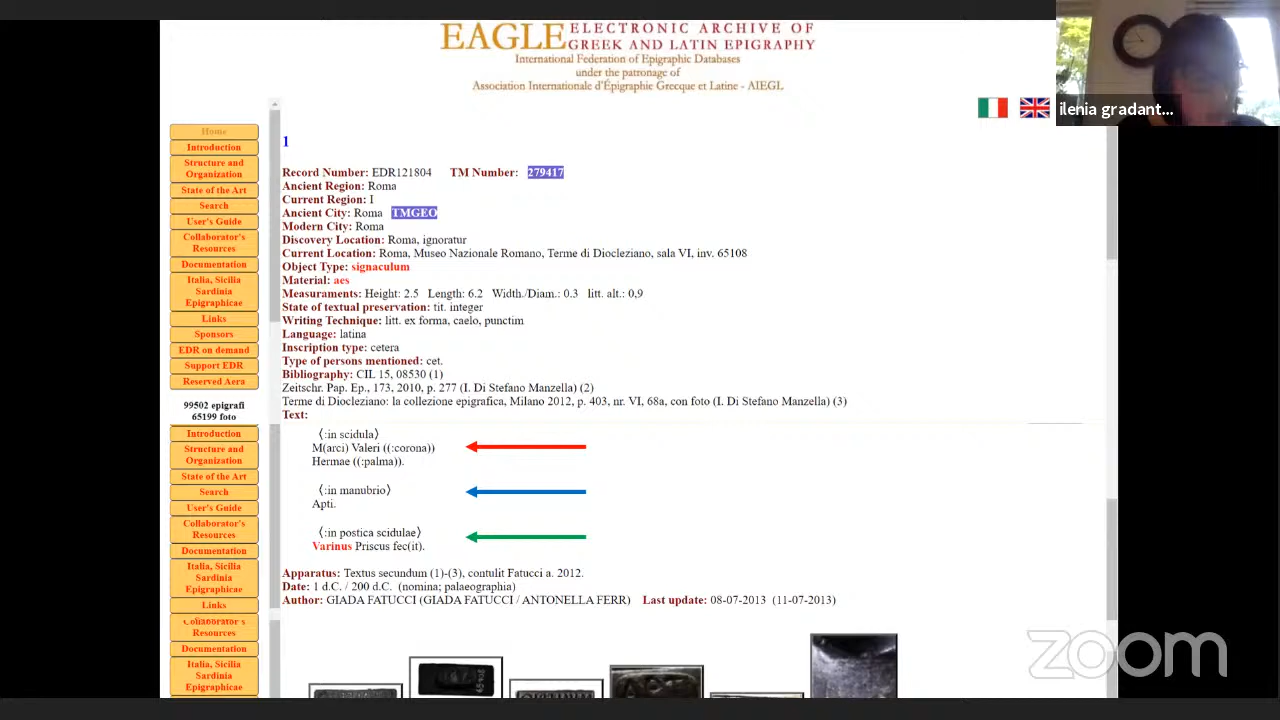 EAGLE ELECTRONIC ARCHIVE OF
GREEK AND LATIN EPIGRAPHY
International Federation of Epigraphic Databases
under the patronage of
Association Internationale d'Épigraphie Grecque et Latine - AIEGL
ilenia gradant...
Home
Introduction
Structure and
Organization
State of the Art
Search
User's Guide
Collaborator's
Resources
Documentation
Italia, Sicilia
Sardinia
Epigraphicae
Links
Sponsors
EDR on demand
Support EDR
Reserved Aera
99502 epigrafi
65199 foto
Introduction
Structure and
Organization
State of the Art
Search
User's Guide
Collaborator's
Resources
Documentation
Italia, Sicilia
Sardinia
Epigraphicae
Links
Collaborator's
Resources
Documentation
Italia, Sicilia
Sardinia
Epigraphicae
1
Record Number: EDR121804 TM Number: 279417
Ancient Region: Roma
Current Region: I
Ancient City: Roma TMGEO
Modern City: Roma
Discovery Location: Roma, ignoratur
Current Location: Roma, Museo Nazionale Romano, Terme di Diocleziano, sala VI, inv. 65108
Object Type: signaculum
Material: aes
Measuraments: Height: 2.5 Length: 6.2 Width./Diam.: 0.3 litt. alt.: 0,9
State of textual preservation: tit. integer
Writing Technique: litt. ex forma, caelo, punctim
Language: latina
Inscription type: cetera
Type of persons mentioned: cet.
Bibliography: CIL 15, 08530 (1)
Zeitschr. Pap. Ep., 173, 2010, p. 277 (I. Di Stefano Manzella) (2)
Terme di Diocleziano: la collezione epigrafica, Milano 2012, p. 403, nr. VI, 68a, con foto (I. Di Stefano Manzella) (3)
Text:
〈:in scidula〉
M(arci) Valeri ((:corona))
Hermae ((:palma)).
〈:in manubrio〉
Apti.
〈:in postica scidulae〉
Varinus Priscus fec(it).
Apparatus: Textus secundum (1)-(3), contulit Fatucci a. 2012.
Date: 1 d.C. / 200 d.C. (nomina; palaeographia)
Author: GIADA FATUCCI (GIADA FATUCCI / ANTONELLA FERR) Last update: 08-07-2013 (11-07-2013)
zoom